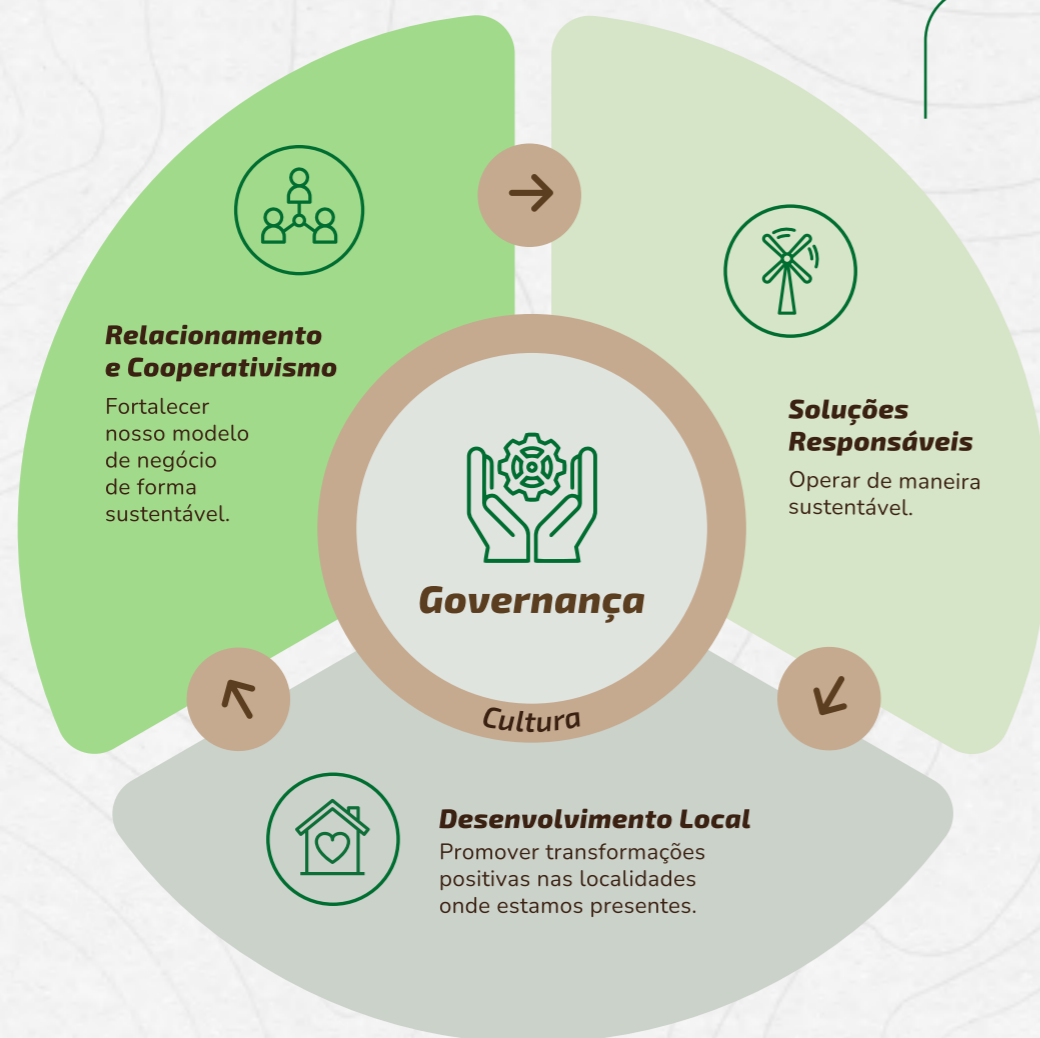 Relacionamento
e Cooperativismo
Fortalecer
nosso modelo
de negócio
de forma
sustentável.
Soluções
Responsáveis
Operar de maneira
sustentável.
Governança
Cultura
Desenvolvimento Local
Promover transformações
positivas nas localidades
onde estamos presentes.